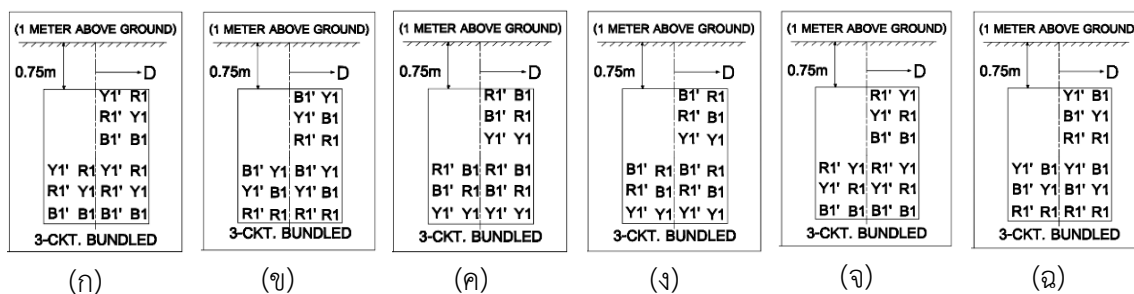 (1 METER ABOVE GROUND)
0.75m
D
Y1' R1
R1' Y1
B1' B1
Y1' R1 Y1' R1
R1' Y1 R1' Y1
B1' B1 B1' B1
3-CKT. BUNDLED
(ก)
(1 METER ABOVE GROUND)
0.75m
D
B1' Y1
Y1' B1
R1' R1
B1' Y1 B1' Y1
Y1' B1 Y1' B1
R1' R1 R1' R1
3-CKT. BUNDLED
(ข)
(1 METER ABOVE GROUND)
0.75m
D
R1' B1
B1' R1
Y1' Y1
R1' B1 R1' B1
B1' R1 B1' R1
Y1' Y1 Y1' Y1
3-CKT. BUNDLED
(ค)
(1 METER ABOVE GROUND)
0.75m
D
B1' R1
R1' B1
Y1' Y1
B1' R1 B1' R1
R1' B1 R1' B1
Y1' Y1 Y1' Y1
3-CKT. BUNDLED
(ง)
(1 METER ABOVE GROUND)
0.75m
D
R1' Y1
Y1' R1
B1' B1
R1' Y1 R1' Y1
Y1' R1 Y1' R1
B1' B1 B1' B1
3-CKT. BUNDLED
(จ)
(1 METER ABOVE GROUND)
0.75m
D
Y1' B1
B1' Y1
R1' R1
Y1' B1 Y1' B1
B1' Y1 B1' Y1
R1' R1 R1' R1
3-CKT. BUNDLED
(ฉ)